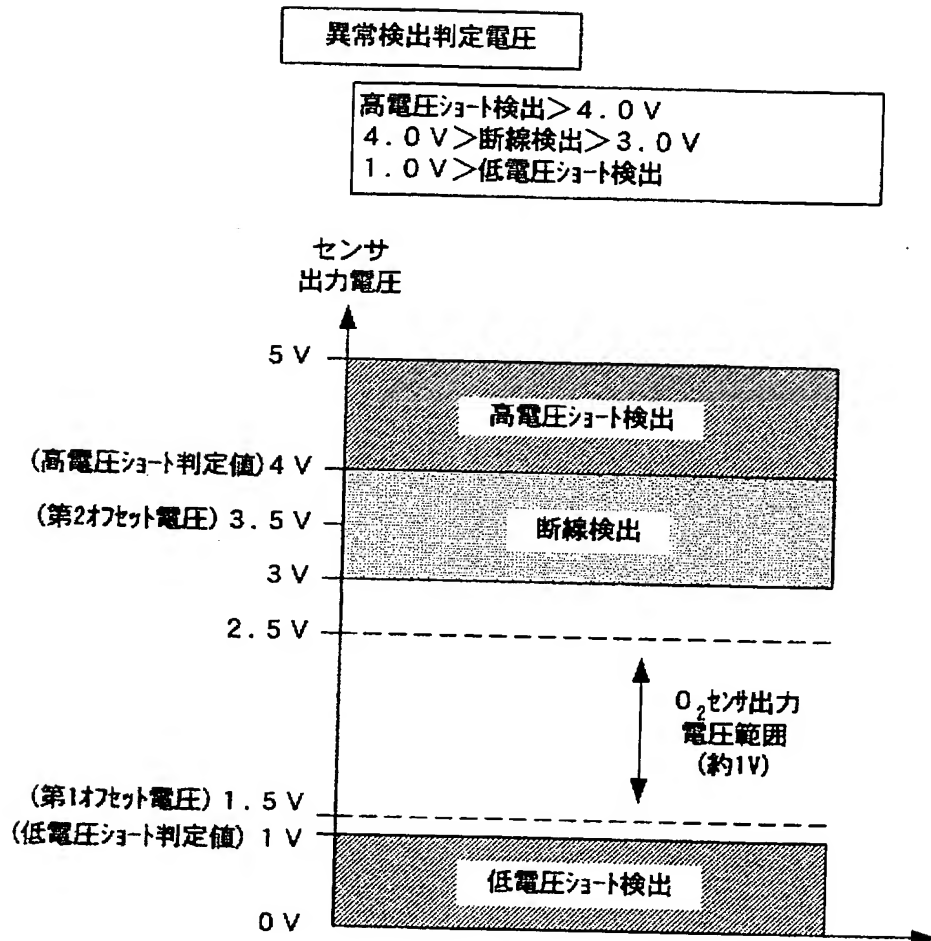 異常検出判定電圧
高電圧ｼｮｰﾄ検出＞４．０Ｖ
４．０Ｖ＞断線検出＞３．０Ｖ
１．０Ｖ＞低電圧ｼｮｰﾄ検出
センサ
出力電圧
５Ｖ
高電圧ｼｮｰﾄ検出
(高電圧ｼｮｰﾄ判定値)４Ｖ
(第2ｵﾌｾｯﾄ電圧)３．５Ｖ
断線検出
３Ｖ
２．５Ｖ
O₂ｾﾝｻ出力
電圧範囲
(約1V)
(第1ｵﾌｾｯﾄ電圧)１．５Ｖ
(低電圧ｼｮｰﾄ判定値)１Ｖ
低電圧ｼｮｰﾄ検出
０Ｖ